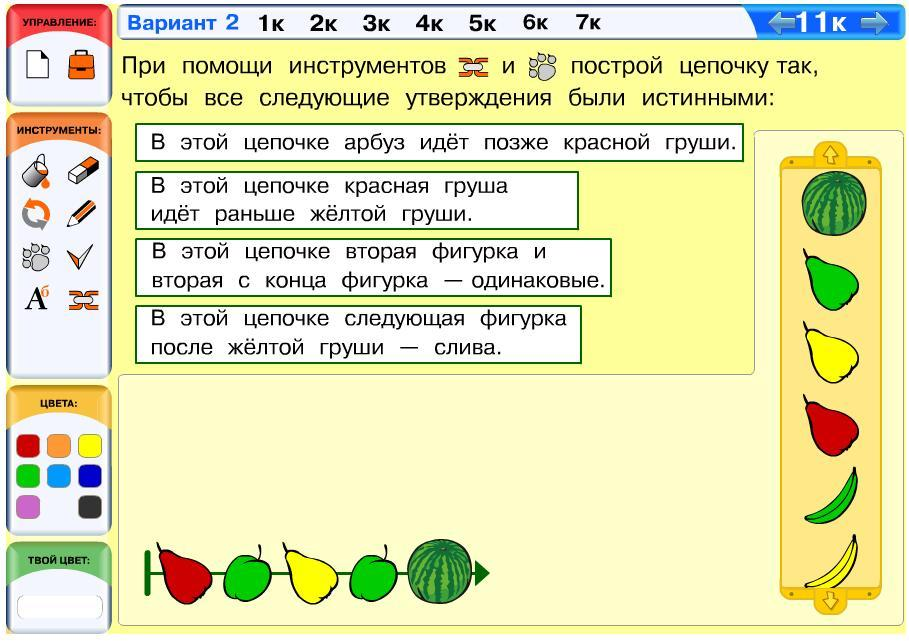 УПРАВЛЕНИЕ:
Вариант 2 1к 2к 3к 4к 5к 6к 7к 11к
При помощи инструментов и построй цепочку так,
чтобы все следующие утверждения были истинными:
ИНСТРУМЕНТЫ:
Аб
В этой цепочке арбуз идёт позже красной груши.
В этой цепочке красная груша
идёт раньше жёлтой груши.
В этой цепочке вторая фигурка и
вторая с конца фигурка — одинаковые.
В этой цепочке следующая фигурка
после жёлтой груши — слива.
ЦВЕТА:
ТВОЙ ЦВЕТ: